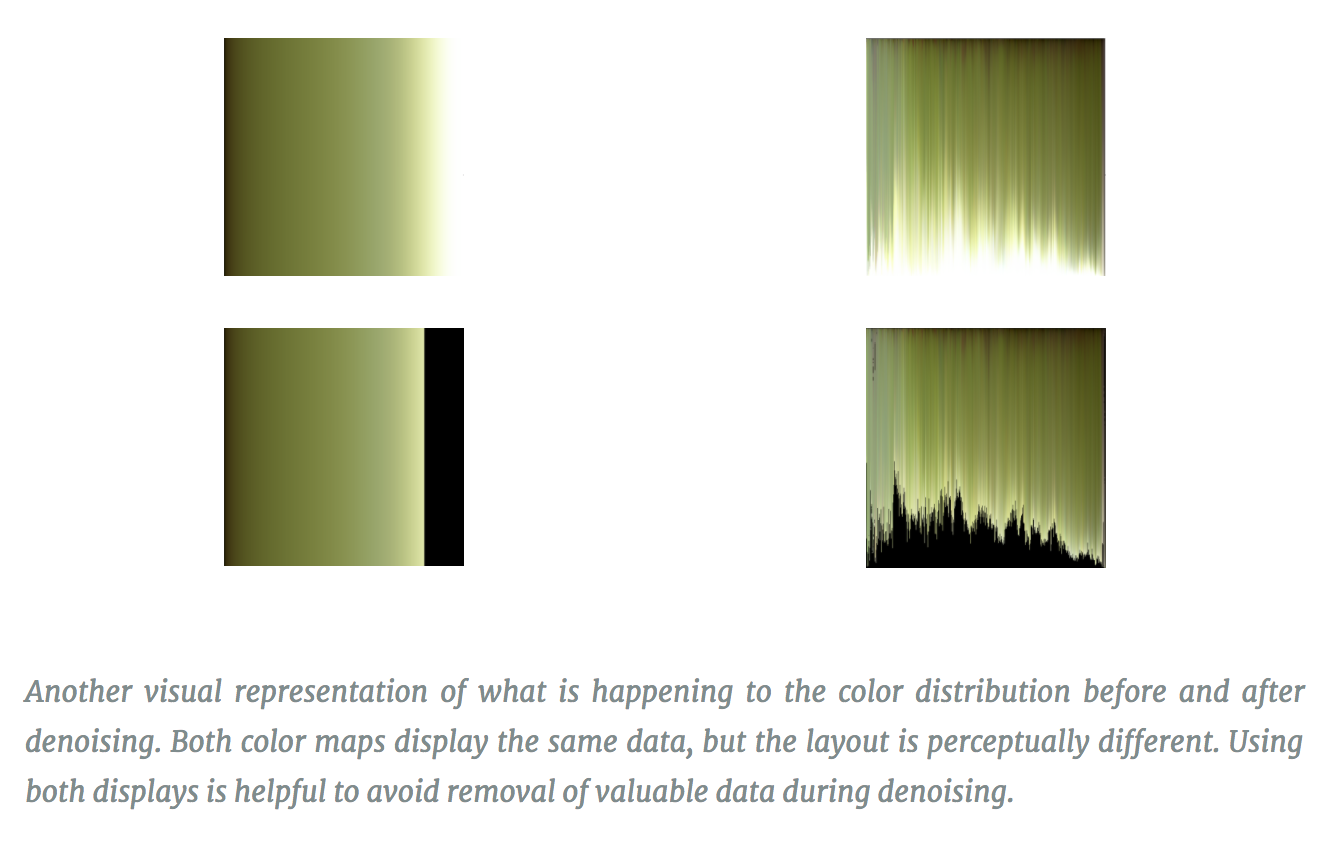 Another visual representation of what is happening to the color distribution before and after
denoising. Both color maps display the same data, but the layout is perceptually different. Using
both displays is helpful to avoid removal of valuable data during denoising.